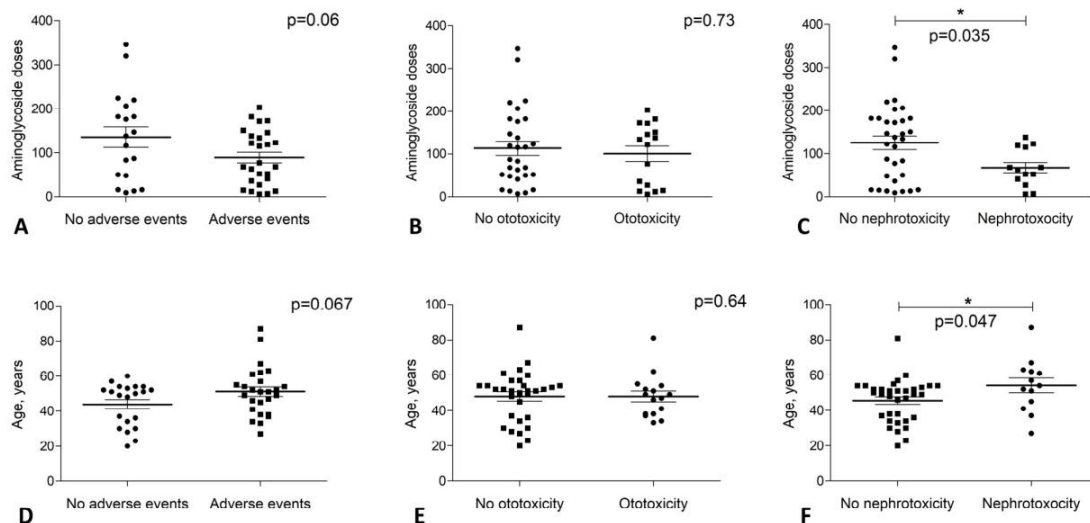 p=0.06
400
300
200
100
0
Aminoglycoside doses
No adverse events
Adverse events
A
p=0.73
400
300
200
100
0
Aminoglycoside doses
No ototoxicity
Ototoxicity
B
*
p=0.035
400
300
200
100
0
Aminoglycoside doses
No nephrotoxicity
Nephrotoxocity
C
p=0.067
100
80
60
40
20
0
Age, years
No adverse events
Adverse events
D
p=0.64
100
80
60
40
20
0
Age, years
No ototoxicity
Ototoxicity
E
*
p=0.047
100
80
60
40
20
0
Age, years
No nephrotoxicity
Nephrotoxocity
F